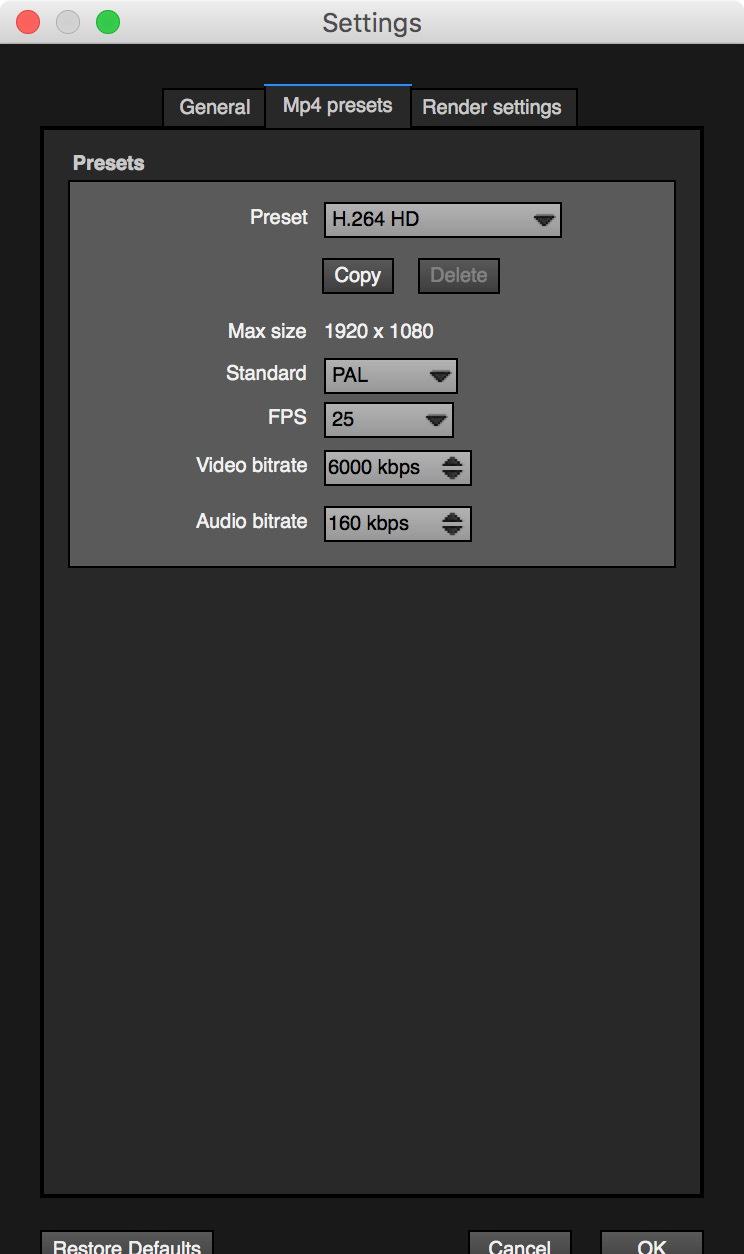 Settings
General Mp4 presets Render settings
Presets
Preset H.264 HD
Copy Delete
Max size 1920 x 1080
Standard PAL
FPS 25
Video bitrate 6000 kbps
Audio bitrate 160 kbps
Restore Defaults Cancel OK